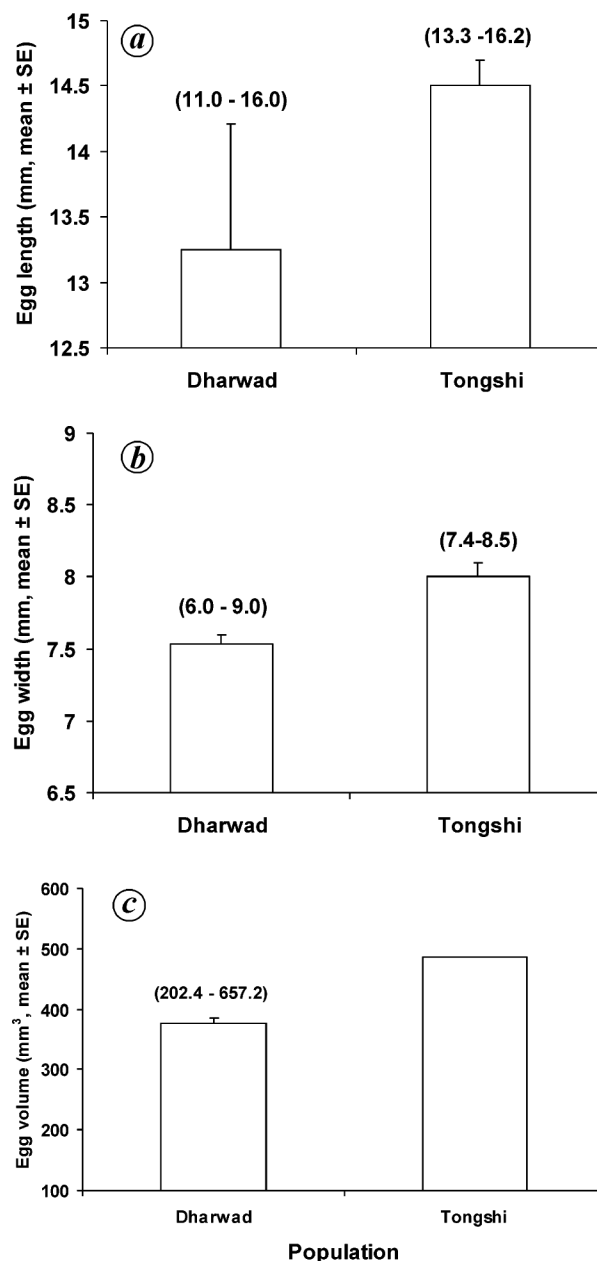 a
(13.3 -16.2)
(11.0 - 16.0)
Egg length (mm, mean ± SE)
15
14.5
14
13.5
13
12.5
Dharwad Tongshi
b
(7.4-8.5)
(6.0 - 9.0)
Egg width (mm, mean ± SE)
9
8.5
8
7.5
7
6.5
Dharwad Tongshi
c
(202.4 - 657.2)
Egg volume (mm³, mean ± SE)
600
500
400
300
200
100
Dharwad Tongshi
Population